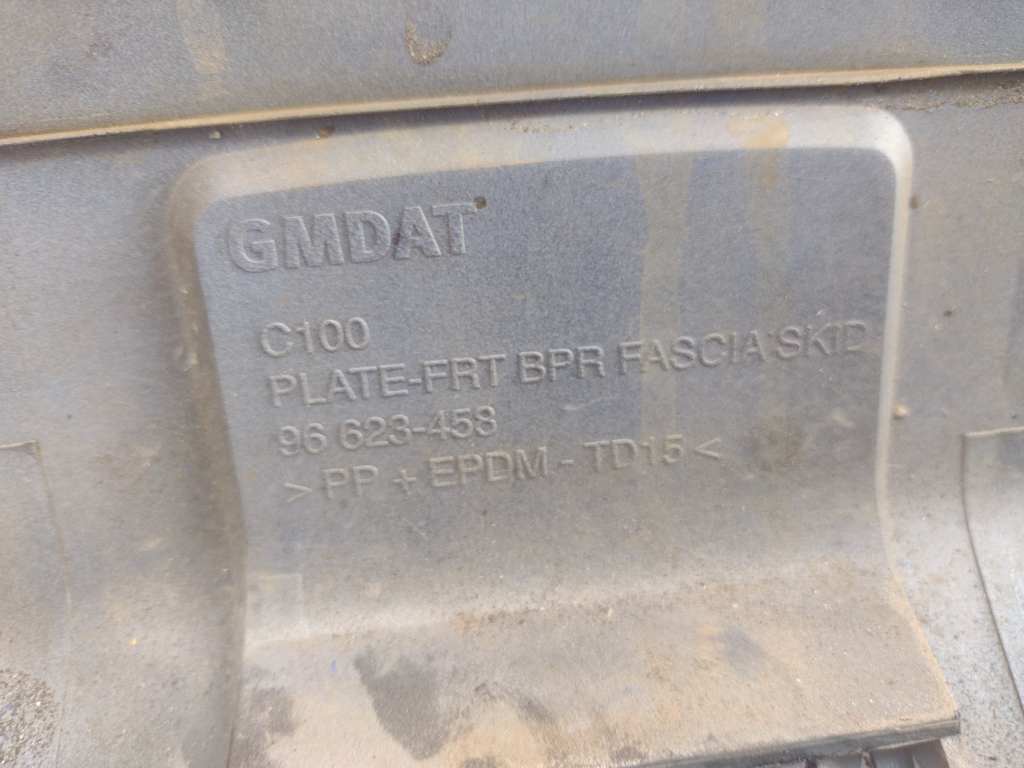 GMDAT
C100
PLATE-FRT BPR FASCIA SKID
96 623-458
> PP + EPDM - TD15 <